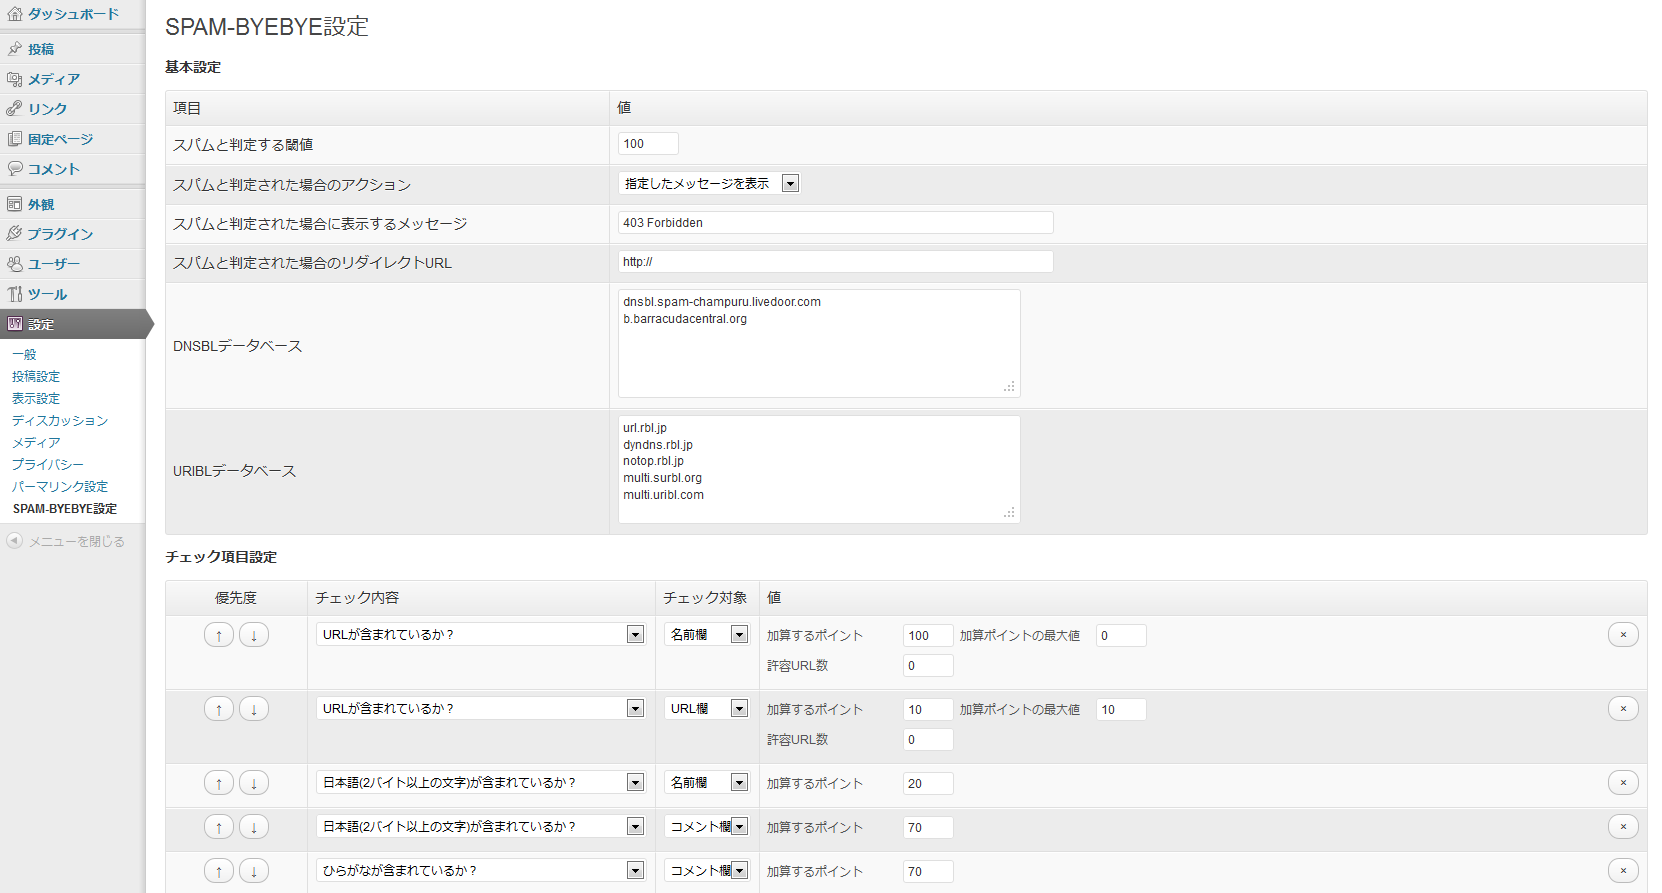 ダッシュボード
投稿
メディア
リンク
固定ページ
コメント
外観
プラグイン
ユーザー
ツール
設定
一般
投稿設定
表示設定
ディスカッション
メディア
プライバシー
パーマリンク設定
SPAM-BYEBYE設定
メニューを閉じる
SPAM-BYEBYE設定
基本設定
項目 値
スパムと判定する閾値 100
スパムと判定された場合のアクション 指定したメッセージを表示
スパムと判定された場合に表示するメッセージ 403 Forbidden
スパムと判定された場合のリダイレクトURL http://
DNSBLデータベース
dnsbl.spam-champuru.livedoor.com
b.barracudacentral.org
URIBLデータベース
url.rbl.jp
dyndns.rbl.jp
notop.rbl.jp
multi.surbl.org
multi.uribl.com
チェック項目設定
優先度 チェック内容 チェック対象 値
↑ ↓ URLが含まれているか？ 名前欄 加算するポイント 100 加算ポイントの最大値 0 ×
許容URL数 0
↑ ↓ URLが含まれているか？ URL欄 加算するポイント 10 加算ポイントの最大値 10 ×
許容URL数 0
↑ ↓ 日本語(2バイト以上の文字)が含まれているか？ 名前欄 加算するポイント 20 ×
↑ ↓ 日本語(2バイト以上の文字)が含まれているか？ コメント欄 加算するポイント 70 ×
↑ ↓ ひらがなが含まれているか？ コメント欄 加算するポイント 70 ×